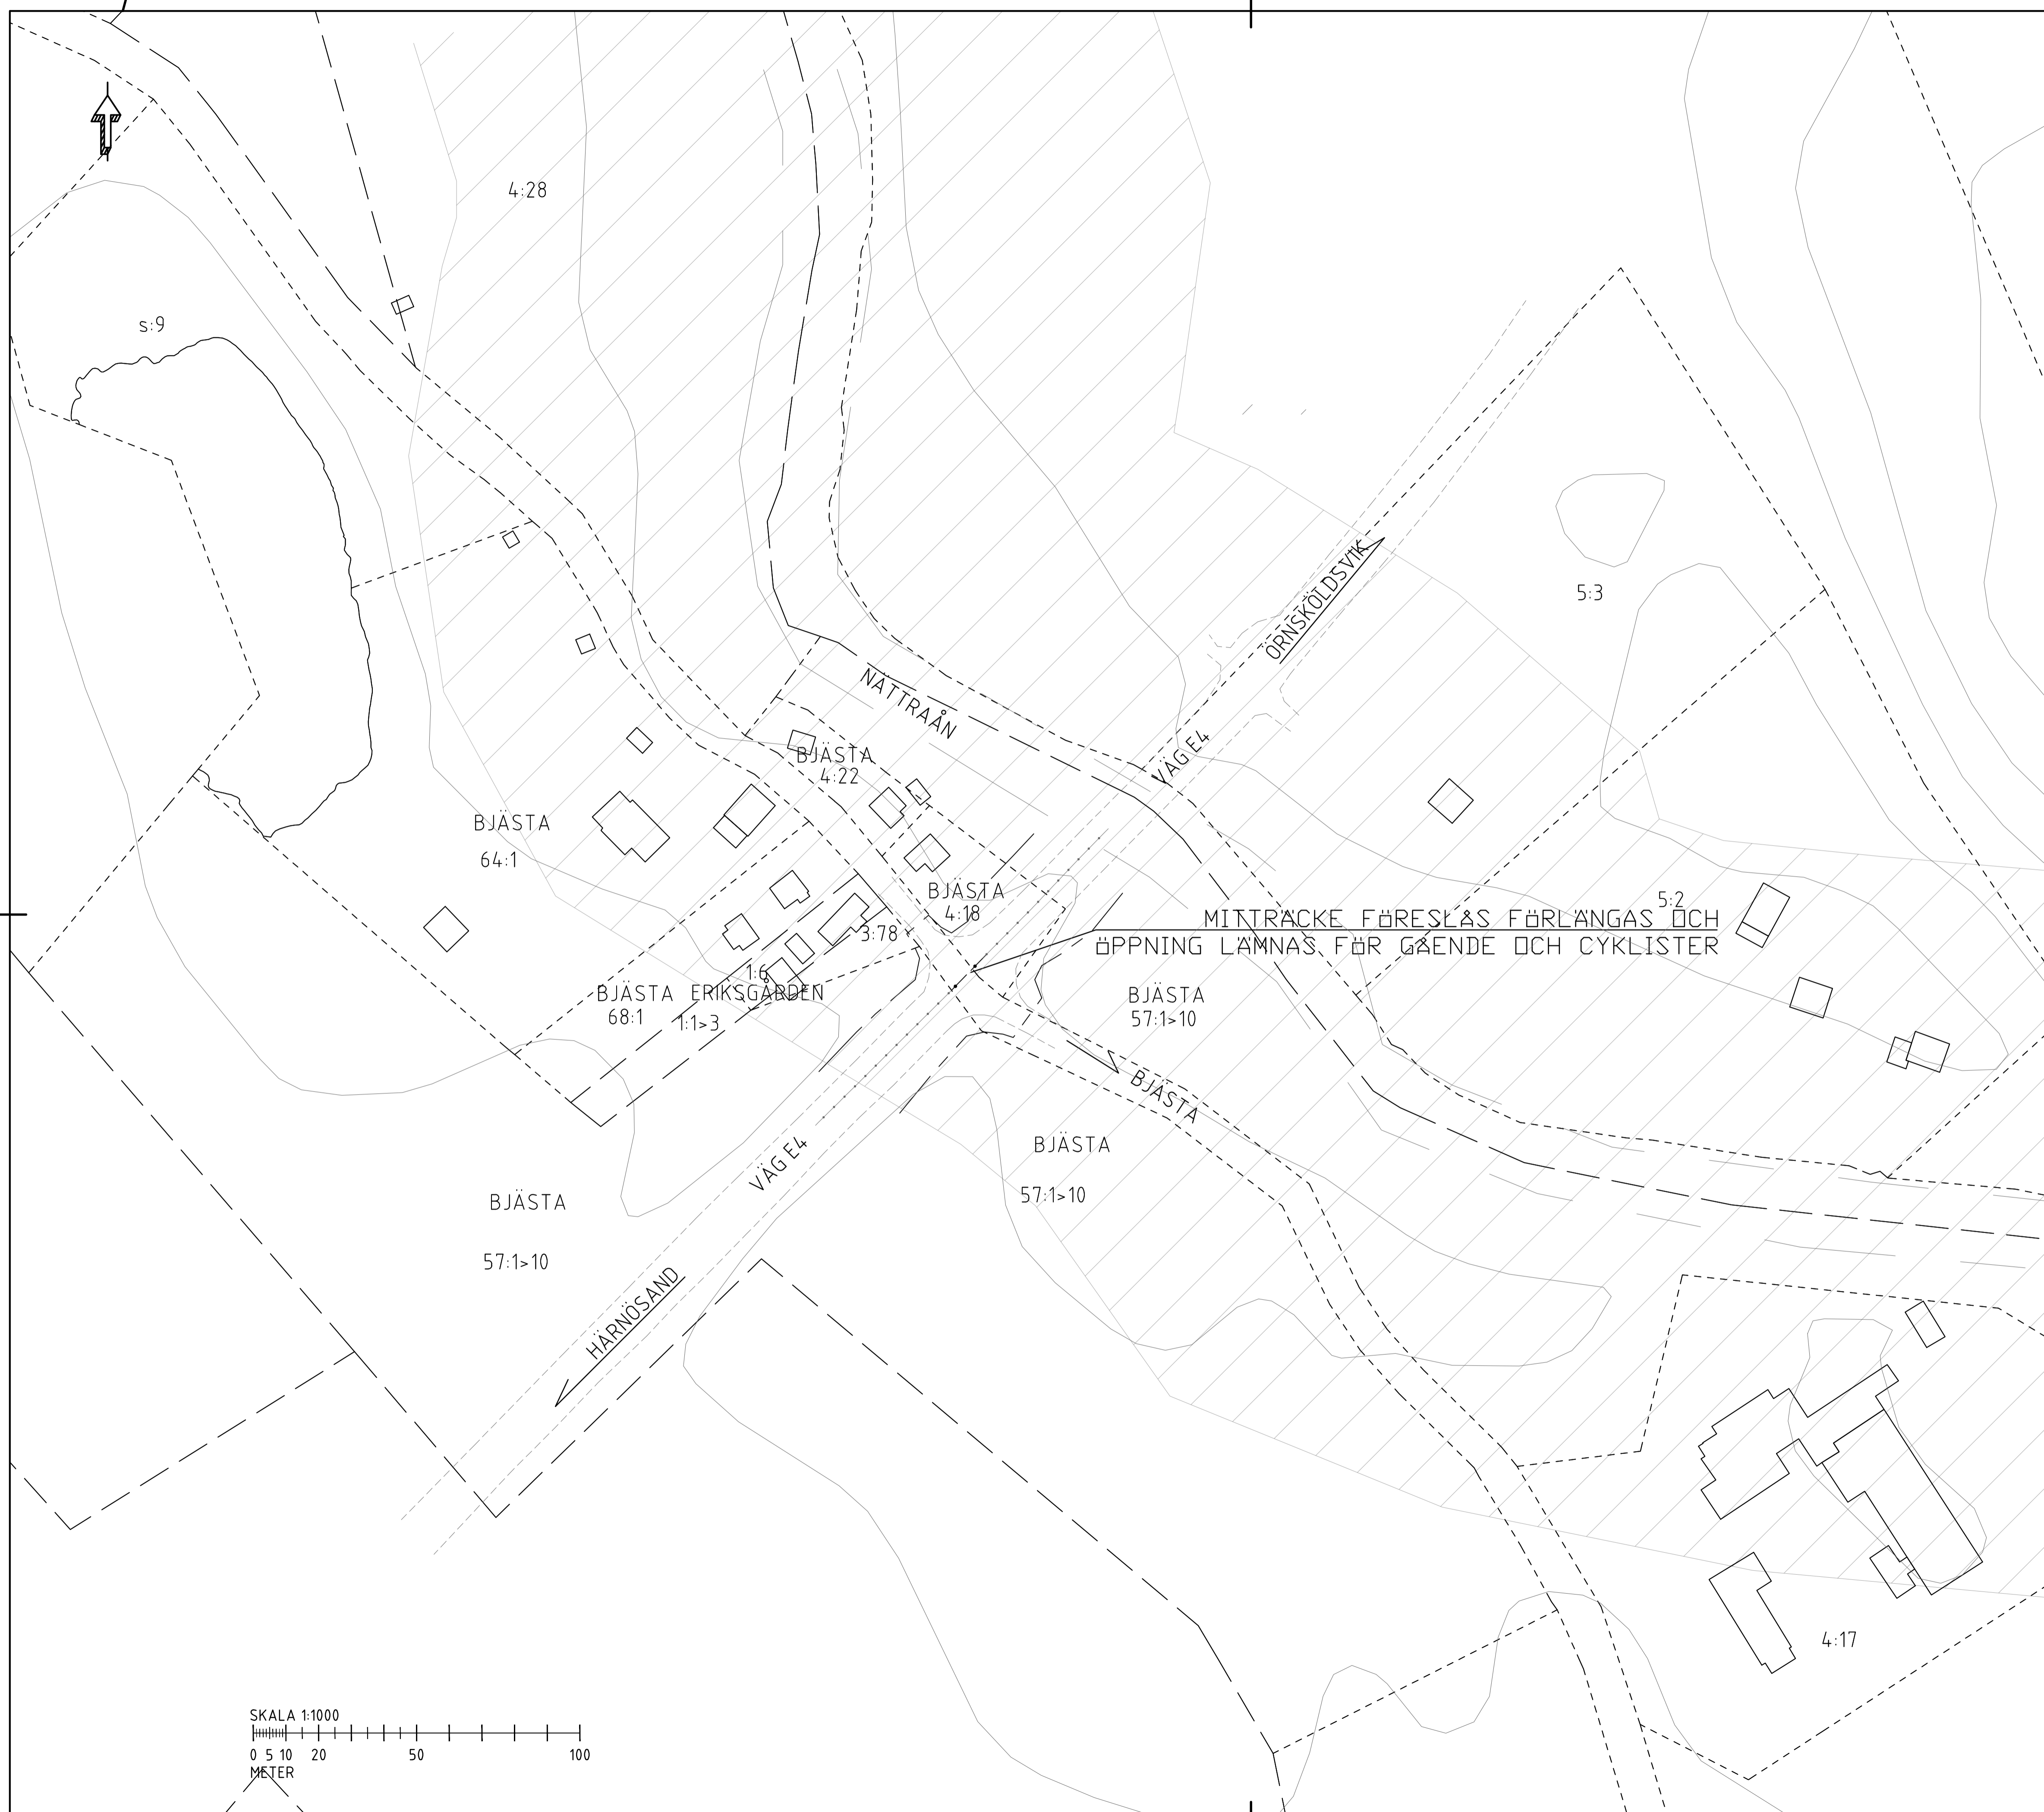 4:28
s:9
ÖRNSKÖLDSVIK
5:3
NÄTTRAÅN
VÄG E4
BJÄSTA
4:22
BJÄSTA
64:1
BJÄSTA
4:18
5:2
MITTRÄCKE FÖRESLÅS FÖRLÄNGAS OCH
ÖPPNING LÄMNAS FÖR GÅENDE OCH CYKLISTER
3:78
1:6
BJÄSTA ERIKSGÅRDEN
68:1
1:1>3
BJÄSTA
57:1>10
BJÄSTA
BJÄSTA
57:1>10
VÄG E4
BJÄSTA
57:1>10
HÄRNÖSAND
4:17
SKALA 1:1000
0 5 10 20 50 100
METER